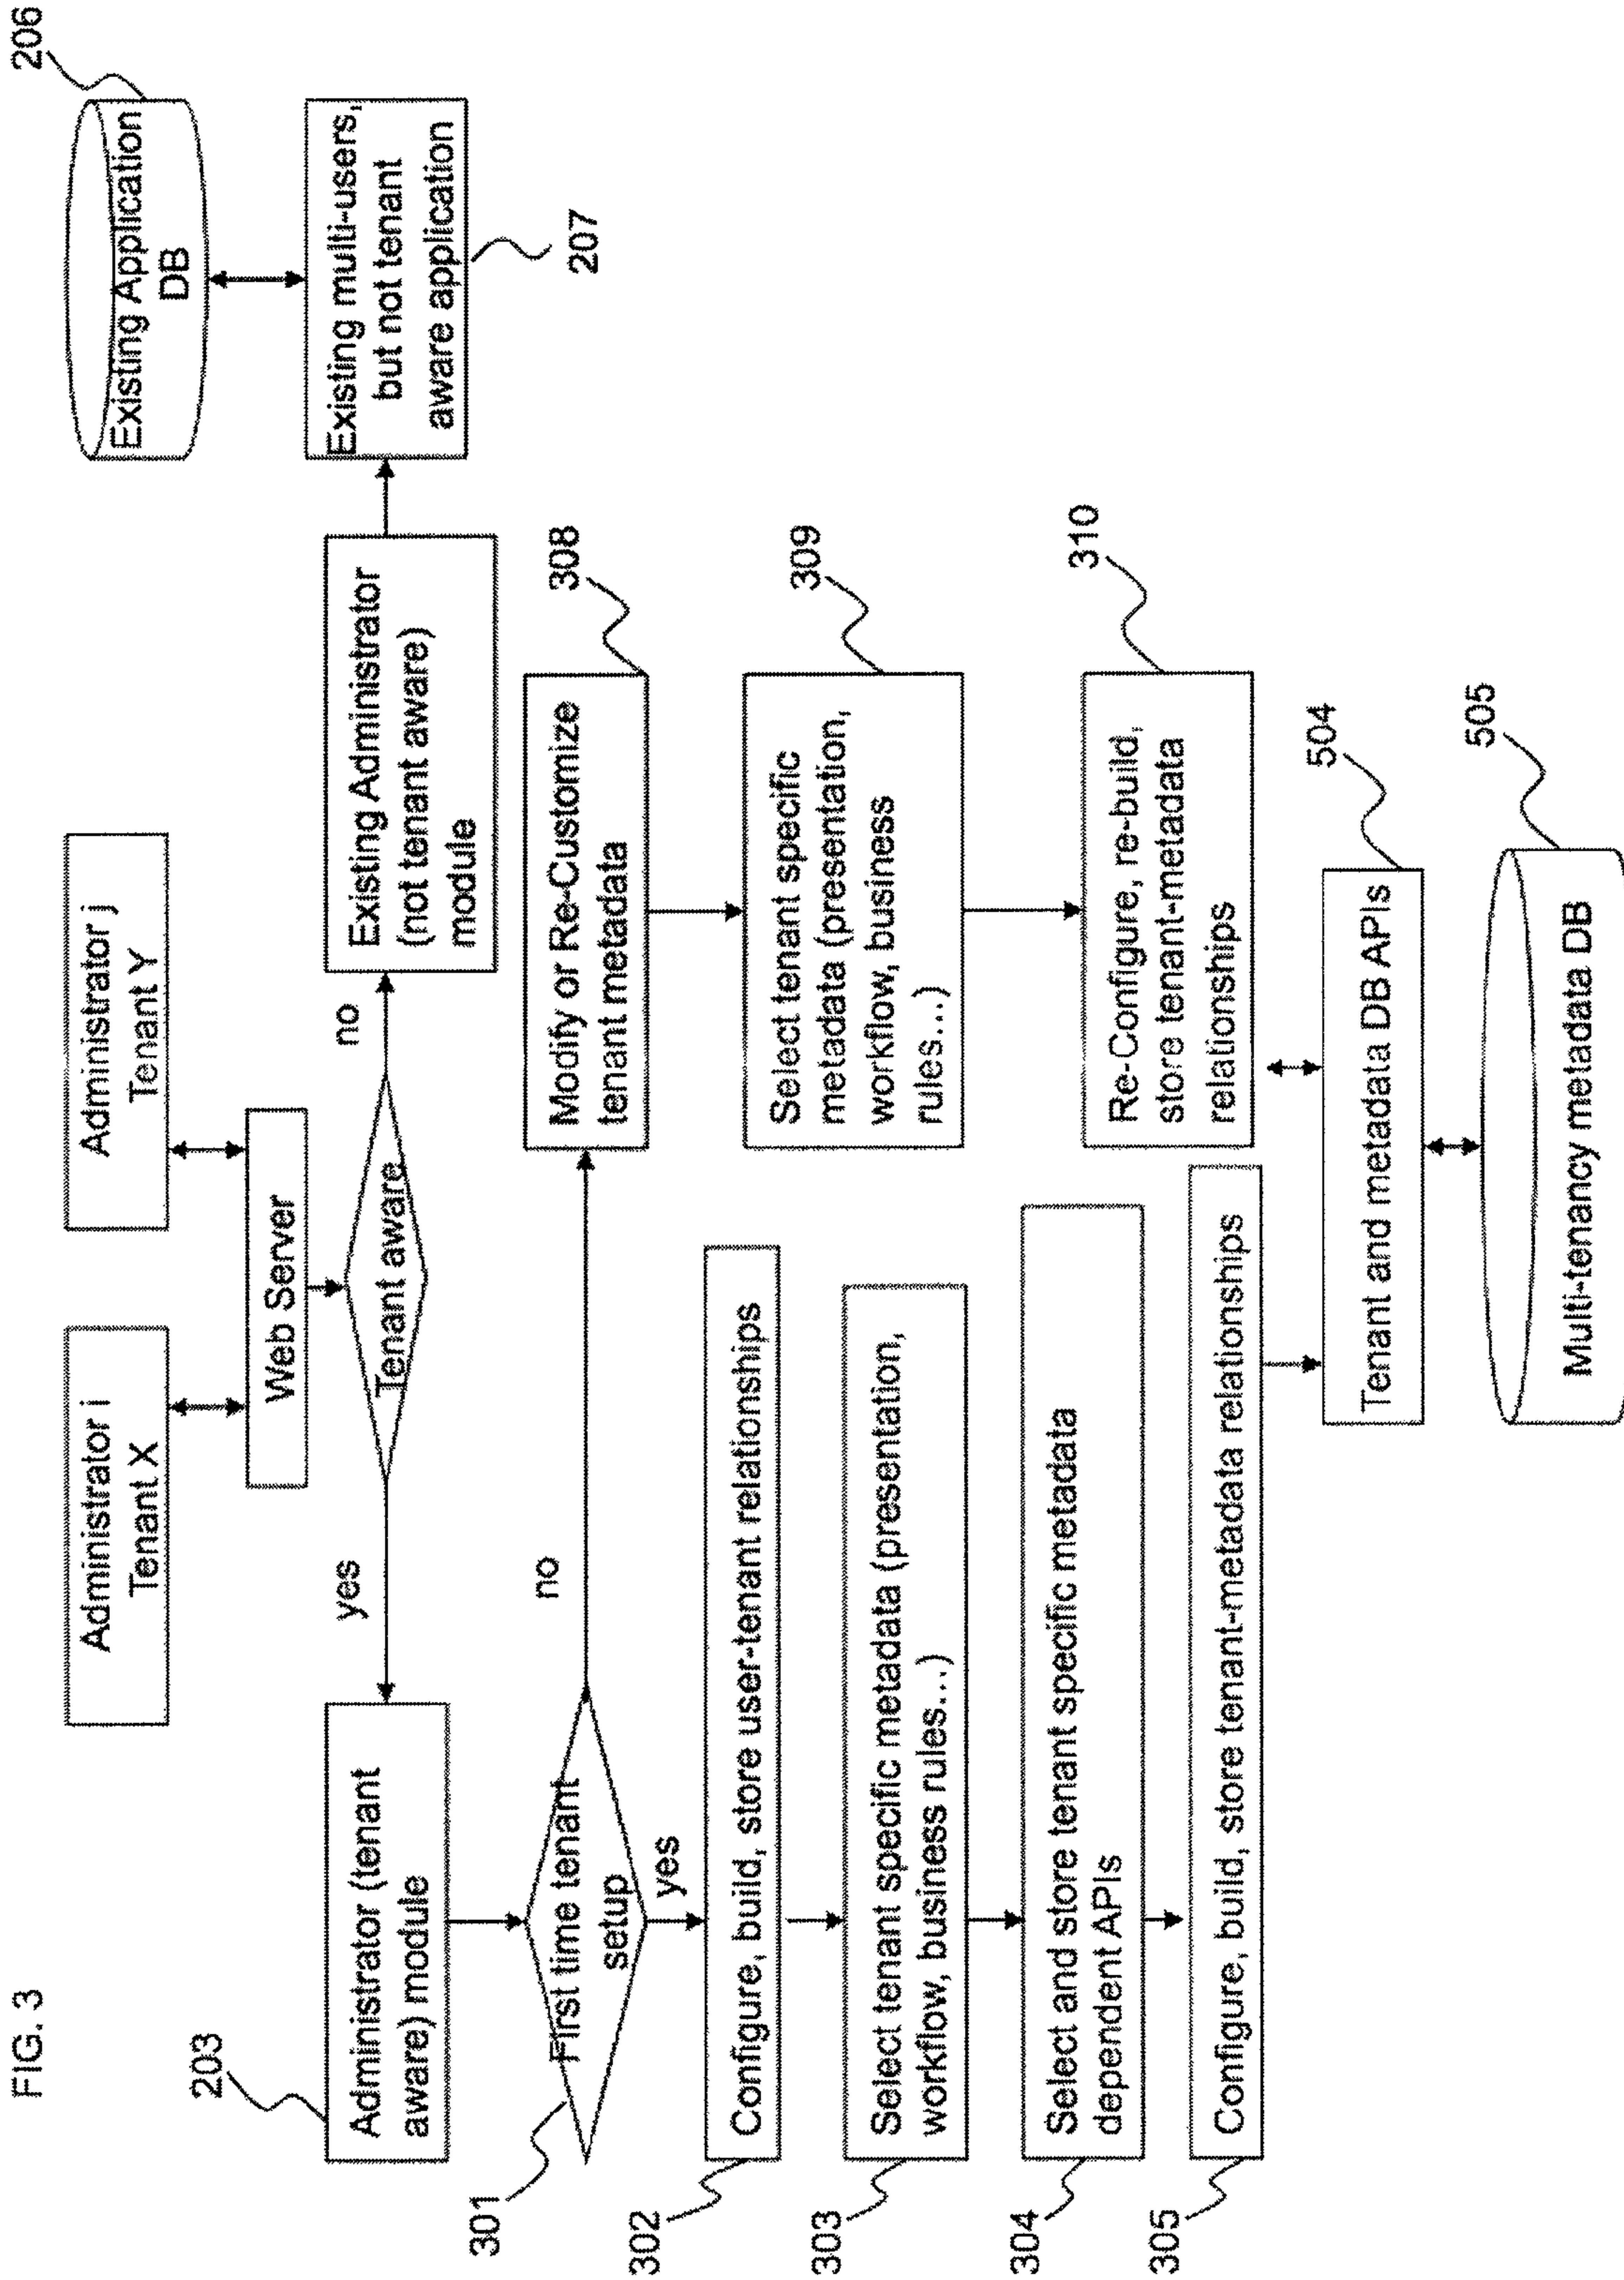 FIG. 3
Administrator i
Tenant X
Administrator j
Tenant Y
Existing Application
DB
206
Web Server
203
Administrator (tenant
aware) module
yes
Tenant aware
no
Existing Administrator
(not tenant aware)
module
Existing multi-users,
but not tenant
aware application
207
301
First time tenant
setup
no
yes
Modify or Re-Customize
tenant metadata
308
302
Configure, build, store user-tenant relationships
303
Select tenant specific metadata (presentation,
workflow, business rules...)
Select tenant specific
metadata (presentation,
workflow, business
rules....)
309
304
Select and store tenant specific metadata
dependent APIs
305
Configure, build, store tenant-metadata relationships
Re-Configure, re-build,
store tenant-metadata
relationships
310
Tenant and metadata DB APIs
504
Multi-tenancy metadata DB
505